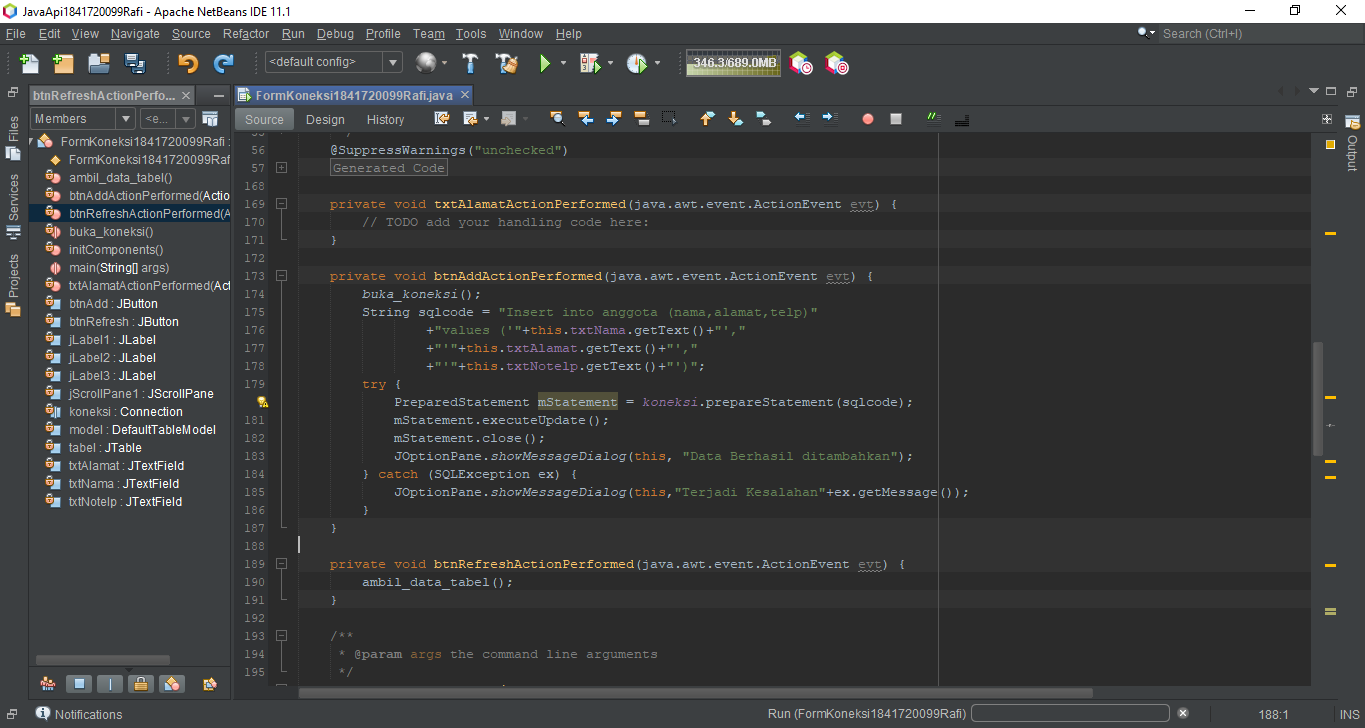 JavaApi1841720099Rafi - Apache NetBeans IDE 11.1
File Edit View Navigate Source Refactor Run Debug Profile Team Tools Window Help
Search (Ctrl+I)
<default config>
346.3/689.0MB
btnRefreshActionPerfo...
Members
<e...
FormKoneksi1841720099Rafi :
FormKoneksi1841720099Raf
ambil_data_tabel()
btnAddActionPerformed(Actio
btnRefreshActionPerformed(A
buka_koneksi()
initComponents()
main(String[] args)
txtAlamatActionPerformed(Act
btnAdd : JButton
btnRefresh : JButton
jLabel1 : JLabel
jLabel2 : JLabel
jLabel3 : JLabel
jScrollPane1 : JScrollPane
koneksi : Connection
model : DefaultTableModel
tabel : JTable
txtAlamat : JTextField
txtNama : JTextField
txtNotelp : JTextField
Files
Services
Projects
FormKoneksi1841720099Rafi.java
Source Design History
55 */
56 @SuppressWarnings("unchecked")
57 Generated Code
168
169 private void txtAlamatActionPerformed(java.awt.event.ActionEvent evt) {
170 // TODO add your handling code here:
171 }
172
173 private void btnAddActionPerformed(java.awt.event.ActionEvent evt) {
174 buka_koneksi();
175 String sqlcode = "Insert into anggota (nama,alamat,telp)"
176 +"values ('"+this.txtNama.getText()+"',"
177 +"'"+this.txtAlamat.getText()+"',"
178 +"'"+this.txtNotelp.getText()+"')";
179 try {
PreparedStatement mStatement = koneksi.prepareStatement(sqlcode);
181 mStatement.executeUpdate();
182 mStatement.close();
183 JOptionPane.showMessageDialog(this, "Data Berhasil ditambahkan");
184 } catch (SQLException ex) {
185 JOptionPane.showMessageDialog(this,"Terjadi Kesalahan"+ex.getMessage());
186 }
187 }
188
189 private void btnRefreshActionPerformed(java.awt.event.ActionEvent evt) {
190 ambil_data_tabel();
191 }
192
193 /**
194 * @param args the command line arguments
195 */
Output
Notifications
Run (FormKoneksi1841720099Rafi)
188:1
INS